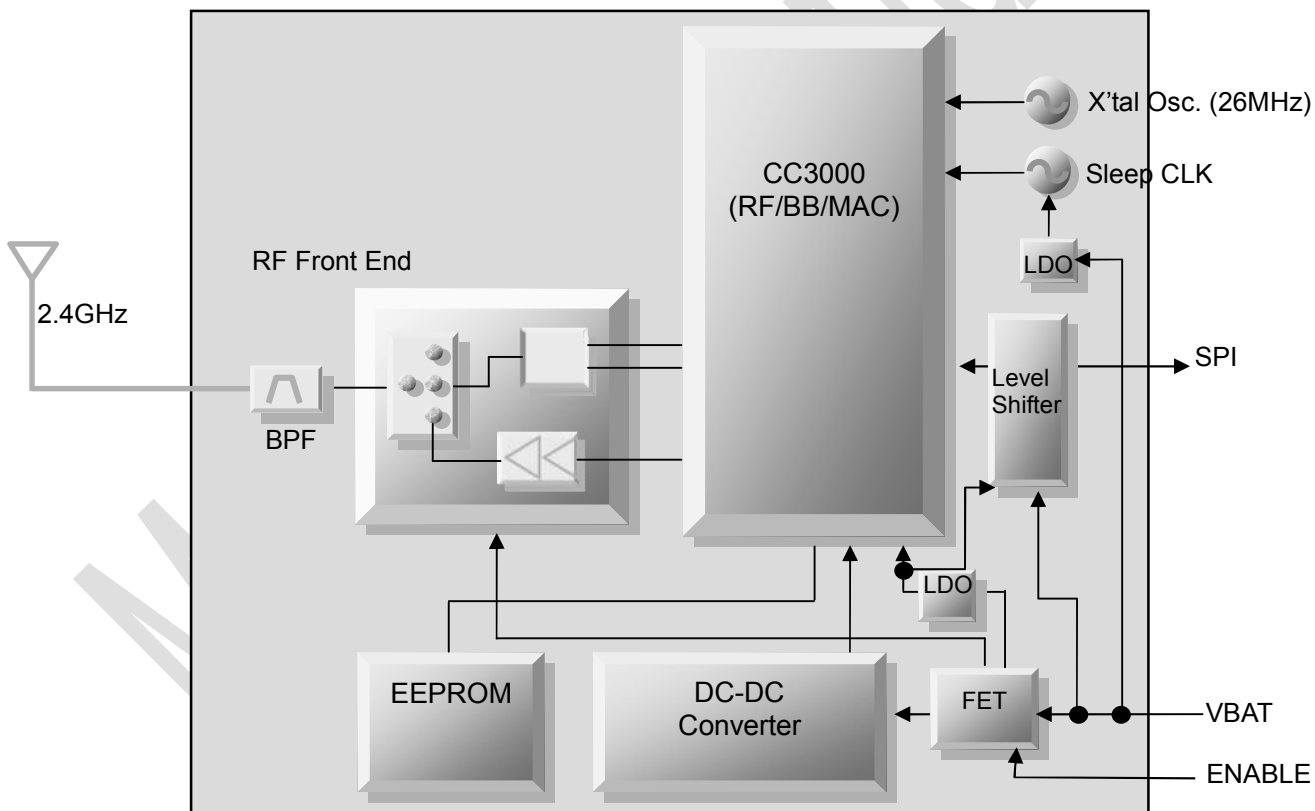 X'tal Osc. (26MHz)
CC3000
(RF/BB/MAC)
Sleep CLK
RF Front End
LDO
2.4GHz
SPI
Level
Shifter
BPF
LDO
EEPROM
DC-DC
Converter
FET
VBAT
ENABLE